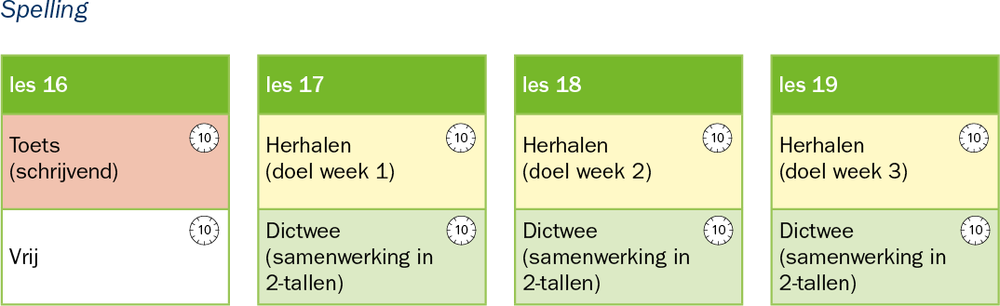 Spelling
les 16
Toets
(schrijvend)
10
Vrij
10
les 17
Herhalen
(doel week 1)
10
Dictwee
(samenwerking in
2-tallen)
10
les 18
Herhalen
(doel week 2)
10
Dictwee
(samenwerking in
2-tallen)
10
les 19
Herhalen
(doel week 3)
10
Dictwee
(samenwerking in
2-tallen)
10